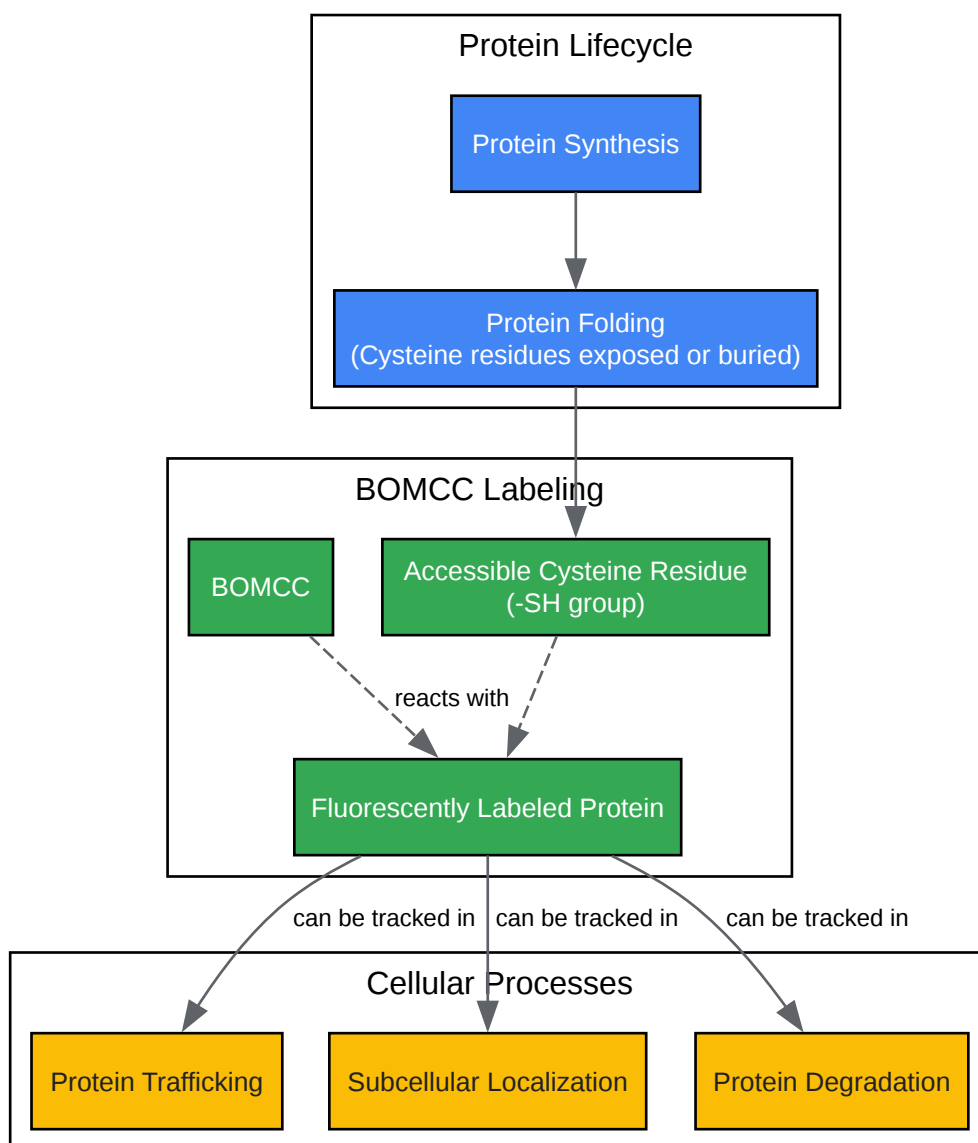 Protein Lifecycle
Protein Synthesis
Protein Folding
(Cysteine residues exposed or buried)
BOMCC Labeling
BOMCC
Accessible Cysteine Residue
(-SH group)
reacts with
Fluorescently Labeled Protein
can be tracked in
can be tracked in
can be tracked in
Cellular Processes
Protein Trafficking
Subcellular Localization
Protein Degradation